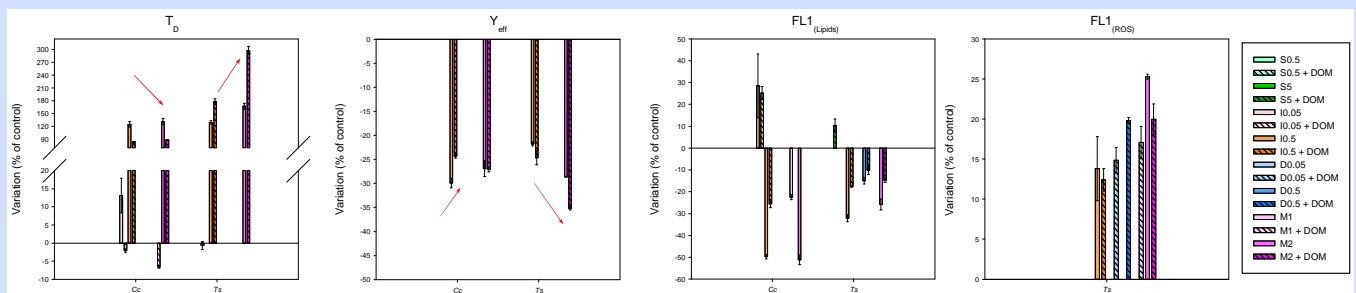 T
D
Variation (% of control)
300
270
240
210
180
150
120
90
20
15
10
5
0
-5
-10
Cc
Ts
Y
eff
Variation (% of control)
0
-5
-10
-15
-20
-25
-30
-35
-40
-45
-50
Cc
Ts
FL1
(Lipids)
Variation (% of control)
50
40
30
20
10
0
-10
-20
-30
-40
-50
-60
Cc
Ts
FL1
(ROS)
Variation (% of control)
30
25
20
15
10
5
0
Ts
S0.5
S0.5 + DOM
S5
S5 + DOM
I0.05
I0.05 + DOM
I0.5
I0.5 + DOM
D0.05
D0.05 + DOM
D0.5
D0.5 + DOM
M1
M1 + DOM
M2
M2 + DOM